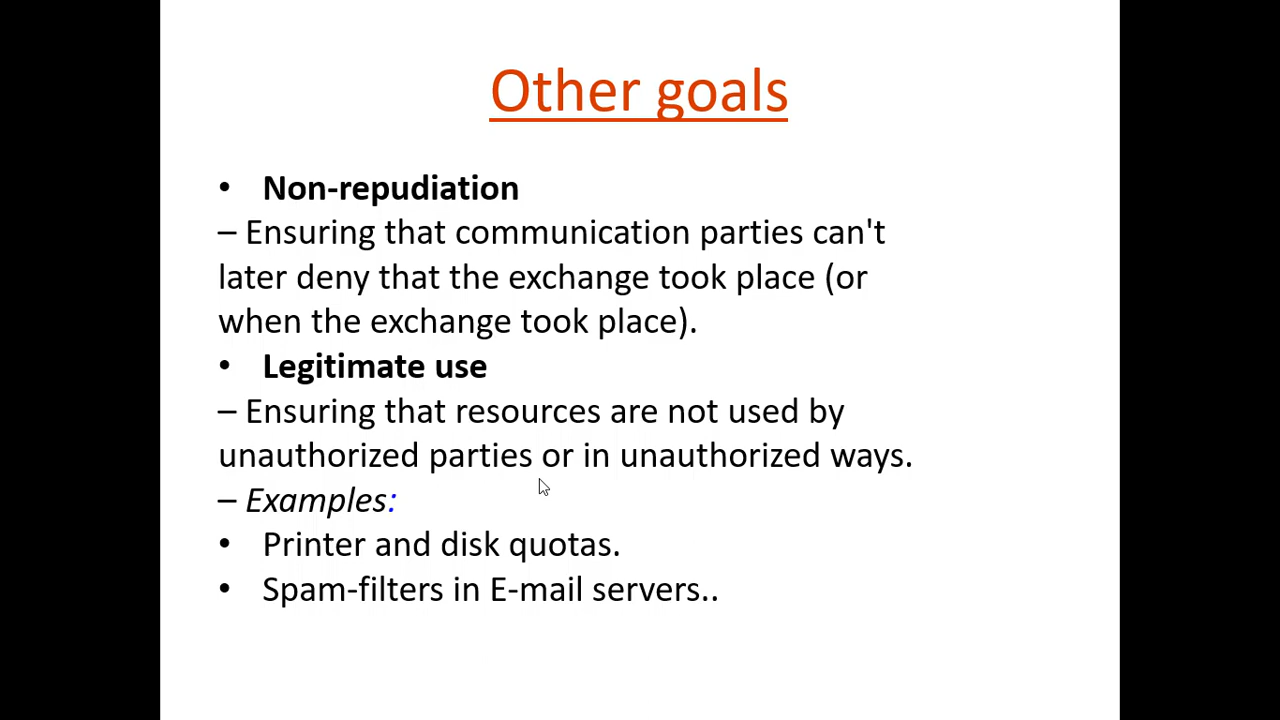 Other goals
• Non-repudiation
– Ensuring that communication parties can't
later deny that the exchange took place (or
when the exchange took place).
• Legitimate use
– Ensuring that resources are not used by
unauthorized parties or in unauthorized ways.
– Examples:
• Printer and disk quotas.
• Spam-filters in E-mail servers..